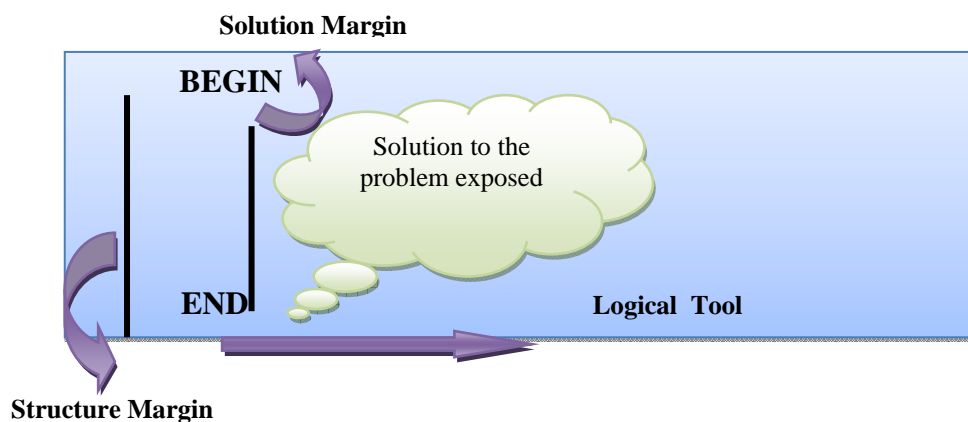 Solution Margin
BEGIN
Solution to the
problem exposed
END
Logical Tool
Structure Margin